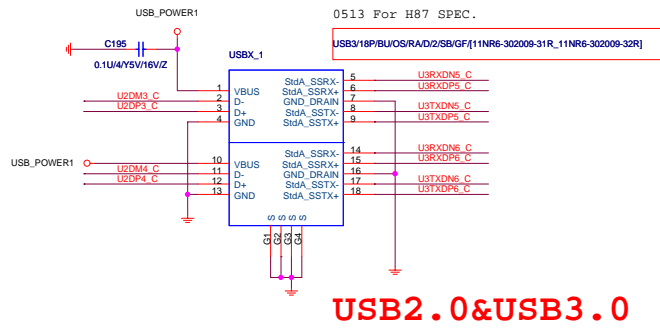 USB_POWER1
0513 For H87 SPEC.
C195
0.1U/4/Y5V/16V/Z
USBX_1
USB3/18P/BU/OS/RA/D/2/SB/GF/[11NR6-302009-31R_11NR6-302009-32R]
1 VBUS StdA_SSRX- 5 U3RXDN5_C
U2DM3_C 2 D- StdA_SSRX+ 6 U3RXDP5_C
U2DP3_C 3 D+ GND_DRAIN 7
4 GND StdA_SSTX- 8 U3TXDN5_C
StdA_SSTX+ 9 U3TXDP5_C
USB_POWER1 10 VBUS StdA_SSRX- 14 U3RXDN6_C
U2DM4_C 11 D- StdA_SSRX+ 15 U3RXDP6_C
U2DP4_C 12 D+ GND_DRAIN 16
13 GND StdA_SSTX- 17 U3TXDN6_C
StdA_SSTX+ 18 U3TXDP6_C
S S S S
G1 G2 G3 G4
USB2.0&USB3.0